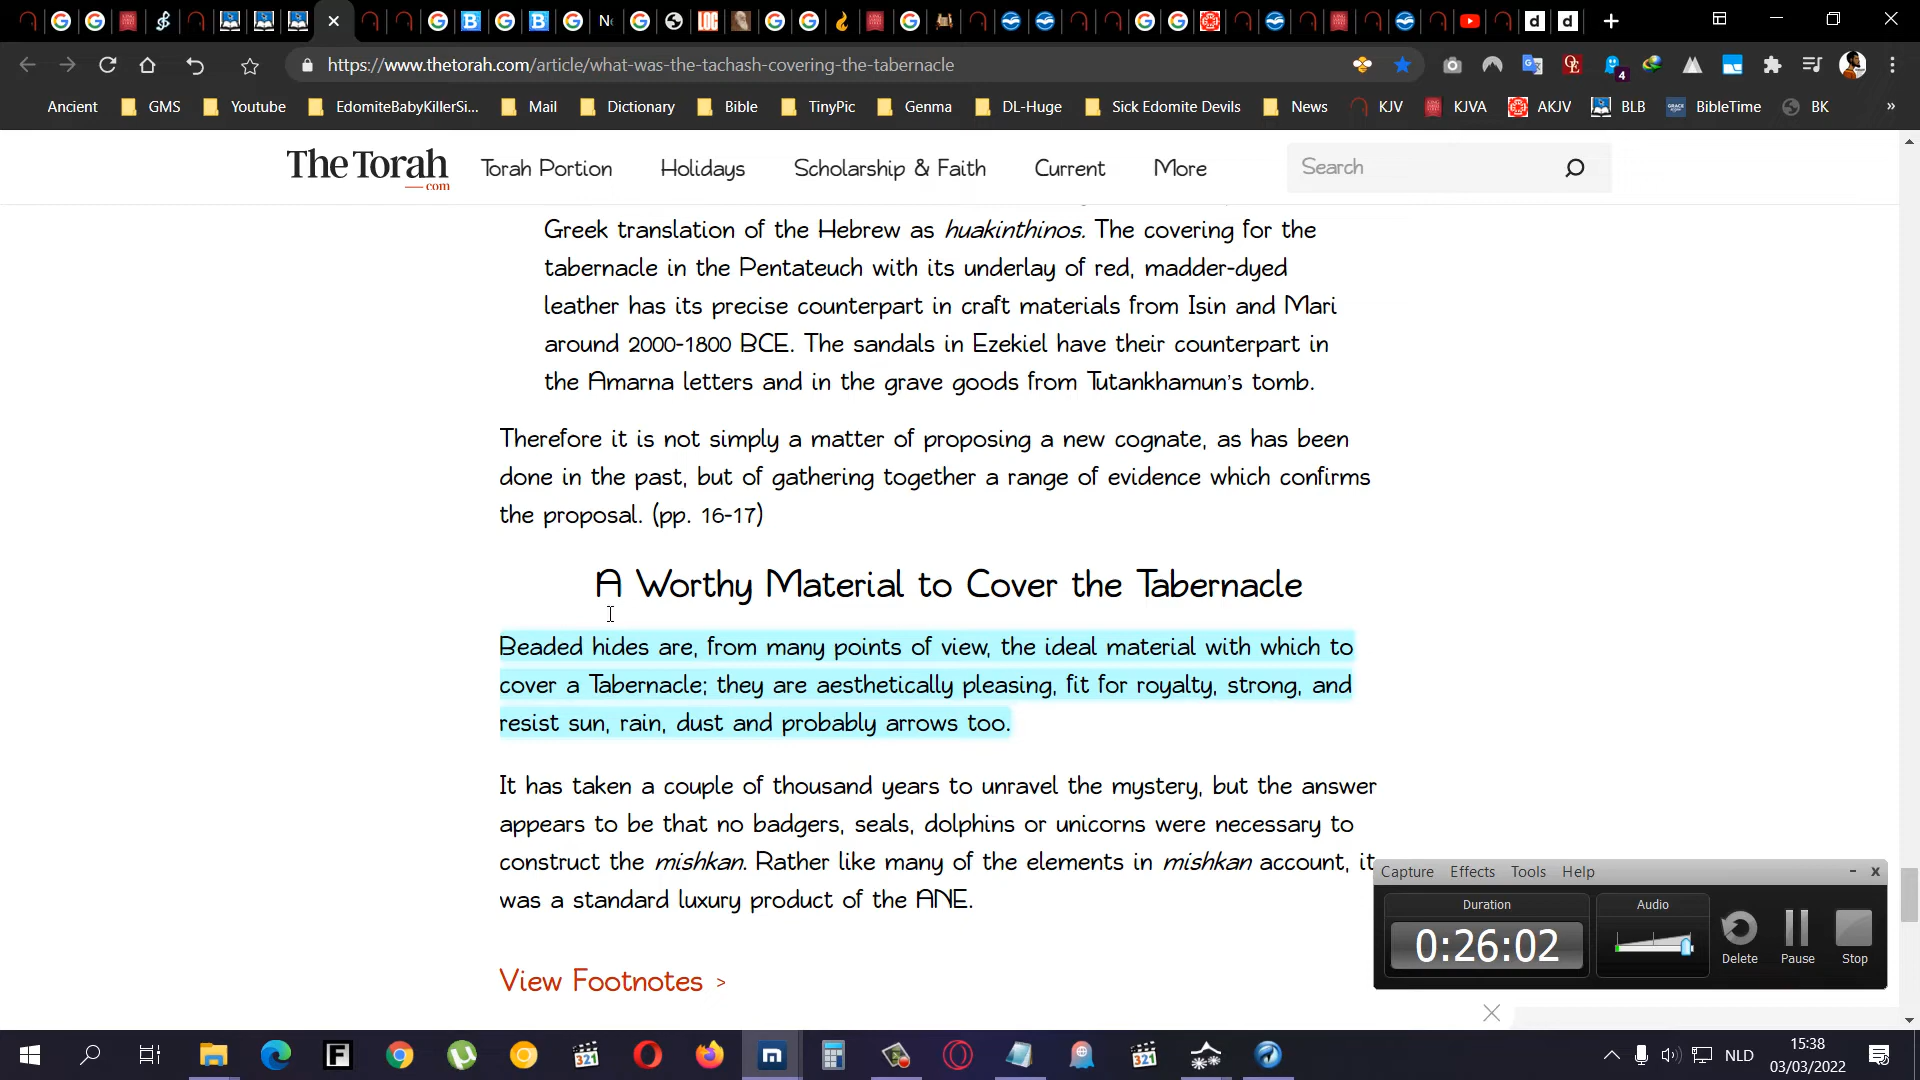 https://www.thetorah.com/article/what-was-the-tachash-covering-the-tabernacle
4
Ancient GMS Youtube EdomiteBabyKillerSi... Mail Dictionary Bible TinyPic Genma DL-Huge Sick Edomite Devils News KJV KJVA AKJV BLB BibleTime BK »
The Torah
.com
Torah Portion Holidays Scholarship & Faith Current More Search
Greek translation of the Hebrew as huakinthinos. The covering for the
tabernacle in the Pentateuch with its underlay of red, madder-dyed
leather has its precise counterpart in craft materials from Isin and Mari
around 2000-1800 BCE. The sandals in Ezekiel have their counterpart in
the Amarna letters and in the grave goods from Tutankhamun's tomb.
Therefore it is not simply a matter of proposing a new cognate, as has been
done in the past, but of gathering together a range of evidence which confirms
the proposal. (pp. 16-17)
A Worthy Material to Cover the Tabernacle
Beaded hides are, from many points of view, the ideal material with which to
cover a Tabernacle; they are aesthetically pleasing, fit for royalty, strong, and
resist sun, rain, dust and probably arrows too.
It has taken a couple of thousand years to unravel the mystery, but the answer
appears to be that no badgers, seals, dolphins or unicorns were necessary to
construct the mishkan. Rather like many of the elements in mishkan account, it
was a standard luxury product of the ANE.
View Footnotes >
Capture Effects Tools Help
Duration Audio
0:26:02
Delete Pause Stop
NLD
15:38
03/03/2022